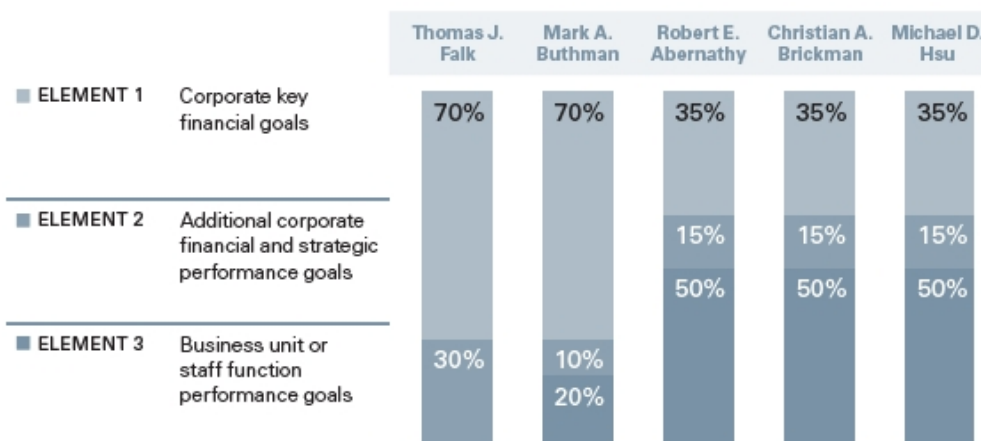 Thomas J. Falk
Mark A. Buthman
Robert E. Abernathy
Christian A. Brickman
Michael D. Hsu
ELEMENT 1 Corporate key
financial goals
70% 70% 35% 35% 35%
ELEMENT 2 Additional corporate
financial and strategic
performance goals
15% 15% 15%
50% 50% 50%
ELEMENT 3 Business unit or
staff function
performance goals
30% 10%
20%